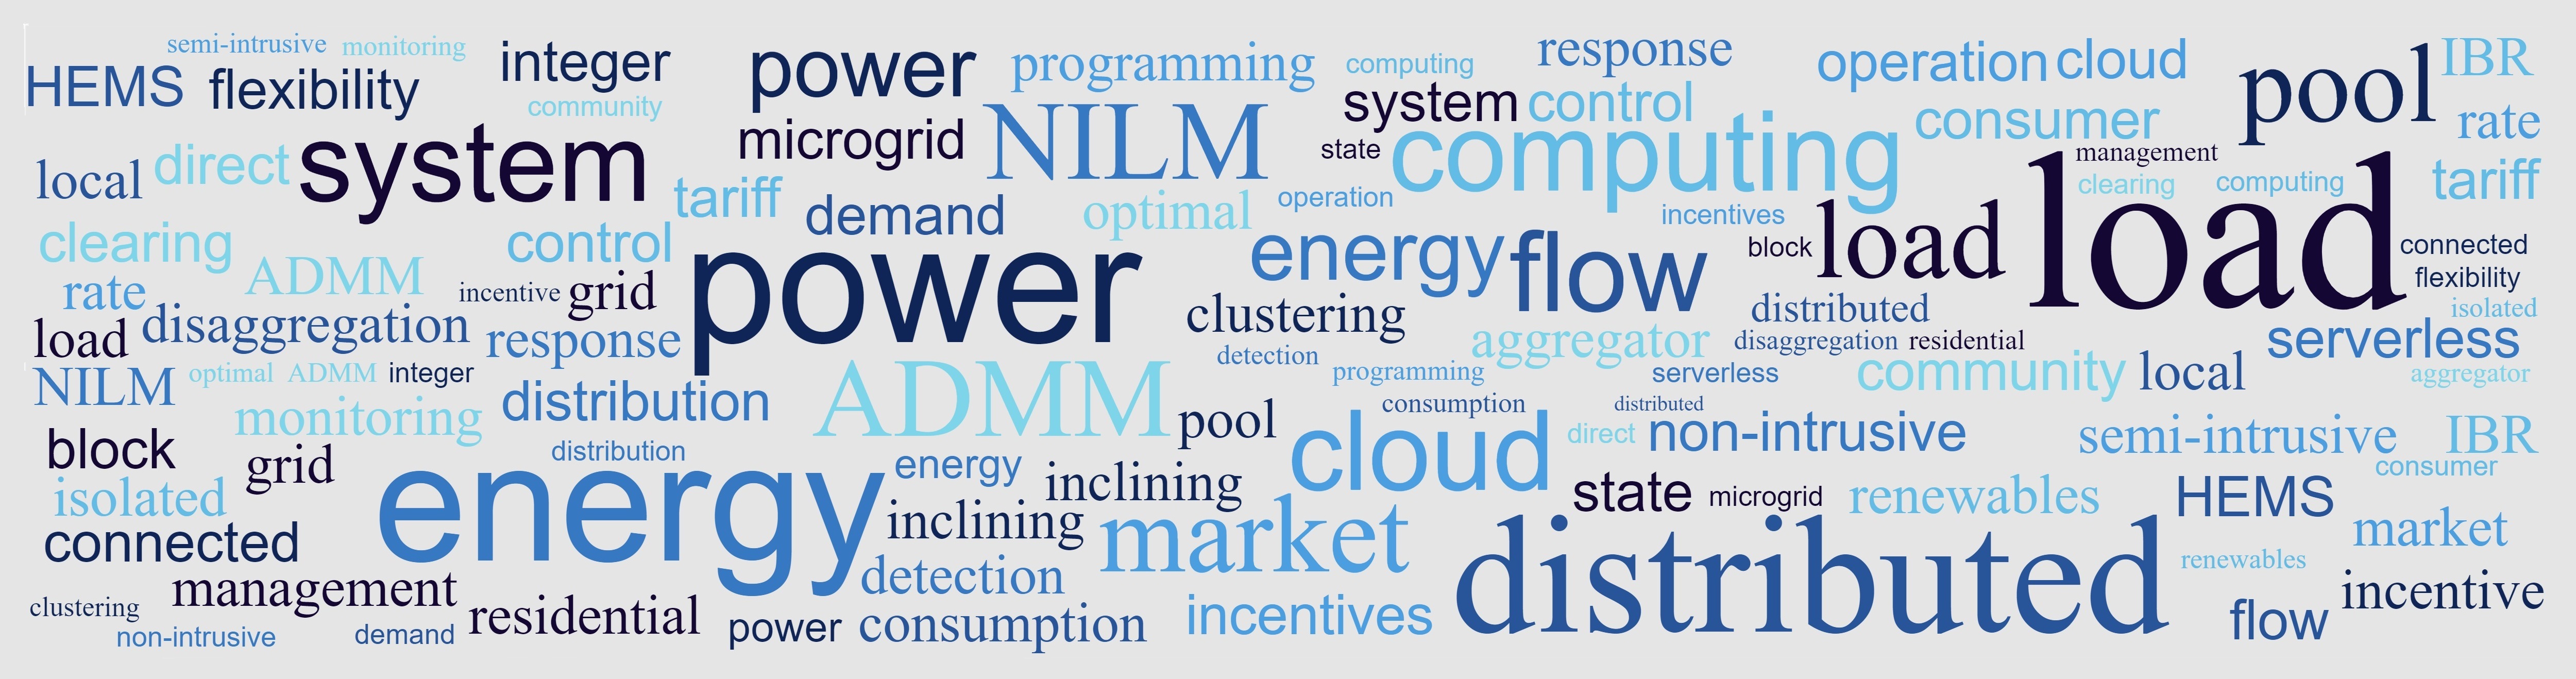 semi-intrusive
monitoring
HEMS
flexibility
integer
community
power
programming
computing
response
operation
cloud
pool
IBR
system
control
consumer
rate
microgrid
NILM
state
computing
management
local
direct
system
tariff
demand
optimal
operation
incentives
clearing
computing
tariff
clearing
control
power
energy
flow
block
load
load
connected
flexibility
ADMM
rate
incentive
grid
clustering
distributed
isolated
load
disaggregation
response
detection
aggregator
disaggregation
residential
serverless
NILM
optimal
ADMM
integer
distribution
ADMM
programming
serverless
community
local
aggregator
monitoring
pool
consumption
distributed
block
grid
distribution
energy
cloud
direct
non-intrusive
semi-intrusive
IBR
consumer
isolated
energy
inclining
inclining
state
microgrid
renewables
HEMS
connected
market
distributed
market
renewables
management
detection
incentive
clustering
residential
non-intrusive
demand
power
consumption
incentives
flow